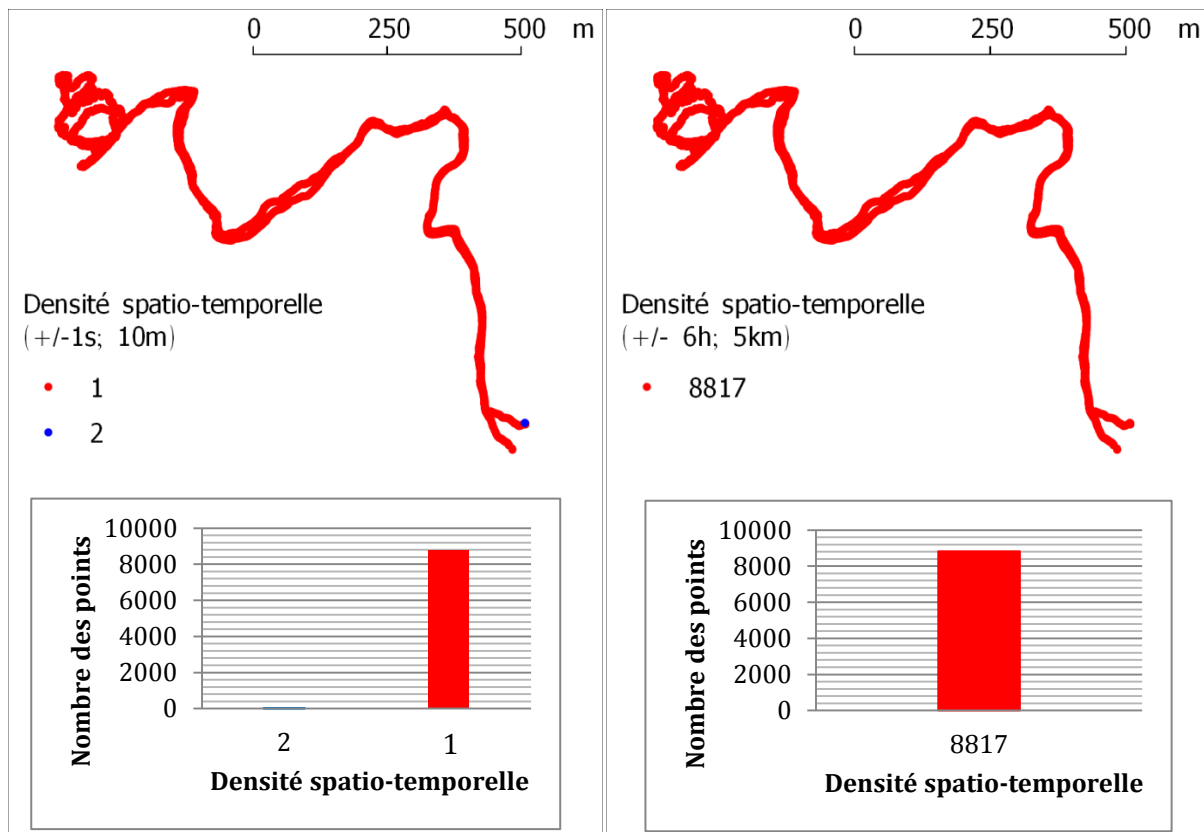 0 250 500 m
Densité spatio-temporelle
(+/-1s; 10m)
1
2
Nombre des points
10000
8000
6000
4000
2000
0
2 1
Densité spatio-temporelle
0 250 500 m
Densité spatio-temporelle
(+/- 6h; 5km)
8817
Nombre des points
10000
8000
6000
4000
2000
0
8817
Densité spatio-temporelle